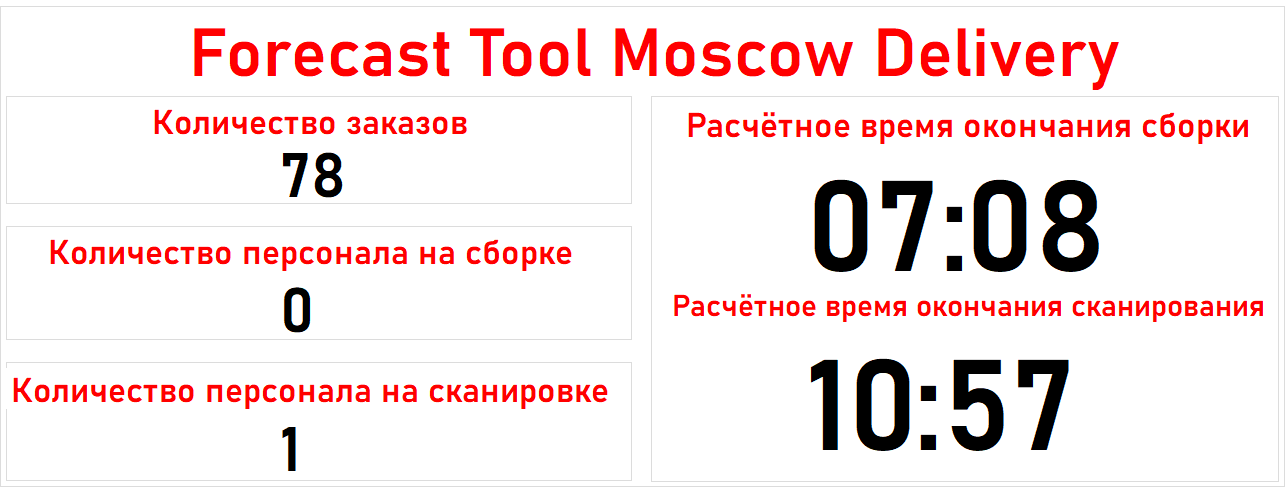 Forecast Tool Moscow Delivery
Количество заказов
78
Количество персонала на сборке
0
Количество персонала на сканировке
1
Расчётное время окончания сборки
07:08
Расчётное время окончания сканирования
10:57